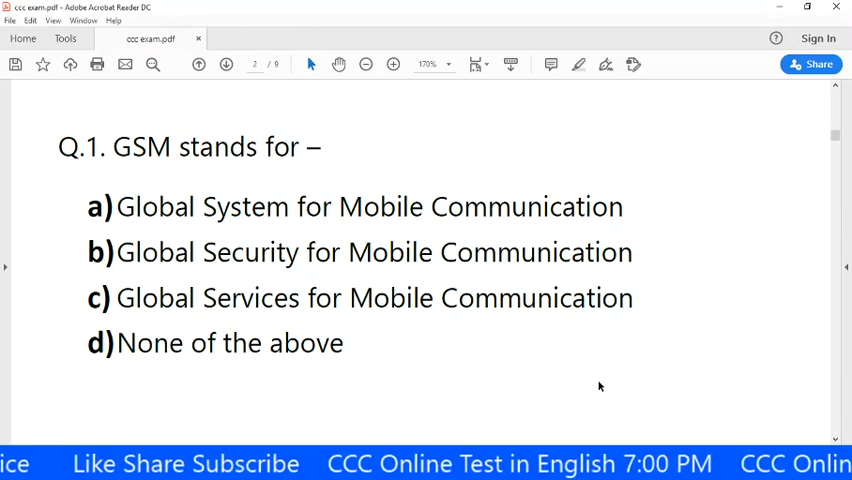 ccc exam.pdf - Adobe Acrobat Reader DC
File Edit View Window Help
Home Tools ccc exam.pdf × Sign In
2 / 9 170% Share
Q.1. GSM stands for –
a) Global System for Mobile Communication
b) Global Security for Mobile Communication
c) Global Services for Mobile Communication
d) None of the above
ice Like Share Subscribe CCC Online Test in English 7:00 PM CCC Onlin